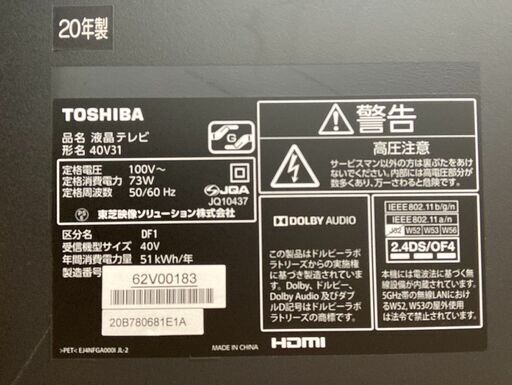 20年製
TOSHIBA
品名 液晶テレビ
形名 40V31
定格電圧 100V～
定格消費電力 73W
定格周波数 50/60 Hz
JQA
JQ10437
東芝映像ソリューション株式会社
区分名 DF1
受信機型サイズ 40V
年間消費電力量 51 kWh/年
製造番号
62V00183
20B780681E1A
>PET< EJ4NFGA000I JL-2
警告
高圧注意
サービスマン以外の方は裏ぶたをあけ
ないでください。内部には高電圧部分が
数多くあり、万一さわると危険です。
DOLBY AUDIO
この製品はドルビーラボ
ラトリーズからの実施権
に基づき製造されています。
Dolby、ドルビー、
Dolby Audio 及びダブル
D記号はドルビーラボラ
トリーズの商標です。
MADE IN CHINA
HDMI
IEEE802.11 b/g/n
IEEE802.11 a/n
J52 W52 W53 W56
2.4DS/OF4
本機には電波法に基づく無
線設備が内蔵されています。
5GHz帯の無線LANにおけ
るW52、W53の屋外使用
は法令で禁止されています。